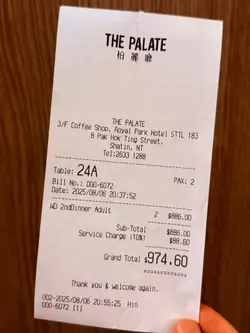 THE PALATE
柏麗廳
THE PALATE
3/F Coffee Shop, Royal Park Hotel STTL 183
8 Pak Hok Ting Street,
Shatin, NT
Tel:2633 1288
Table: 24A PAX: 2
Bill No.: 000-6072
Date: 2025/08/06 20:37:52
WD 2ndDinner Adult 2 $886.00
Sub-Total $886.00
Service Charge (10%) $88.60
Grand Total $974.60
Thank you & welcome again.
002-2025/08/06 20:55:25 Hin
000-6072 [1]